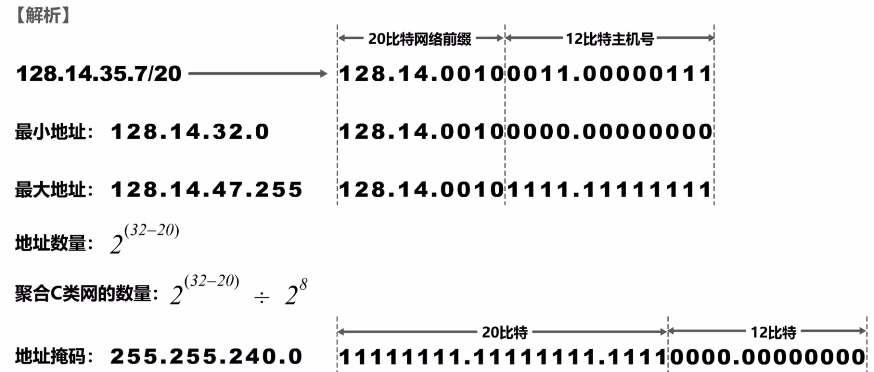 【解析】
20比特网络前缀 12比特主机号
128.14.35.7/20 128.14.00100011.00000111
最小地址： 128.14.32.0 128.14.00100000.00000000
最大地址： 128.14.47.255 128.14.00101111.11111111
地址数量： 2^(32–20)
聚合C类网的数量： 2^(32–20) ÷ 2^8
20比特 12比特
地址掩码： 255.255.240.0 11111111.11111111.11110000.00000000